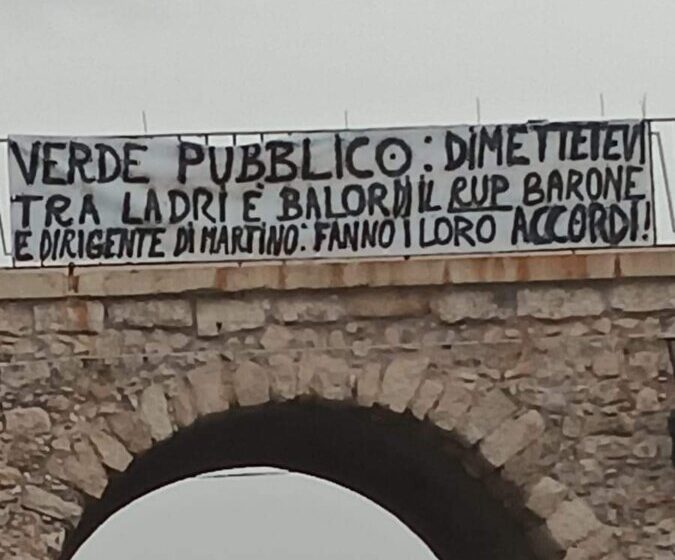 VERDE PUBBLICO: DIMETTETEVI
TRA LADRI E BALORDI IL RUP BARONE
E DIRIGENTE DI MARTINO: FANNO I LORO ACCORDI!